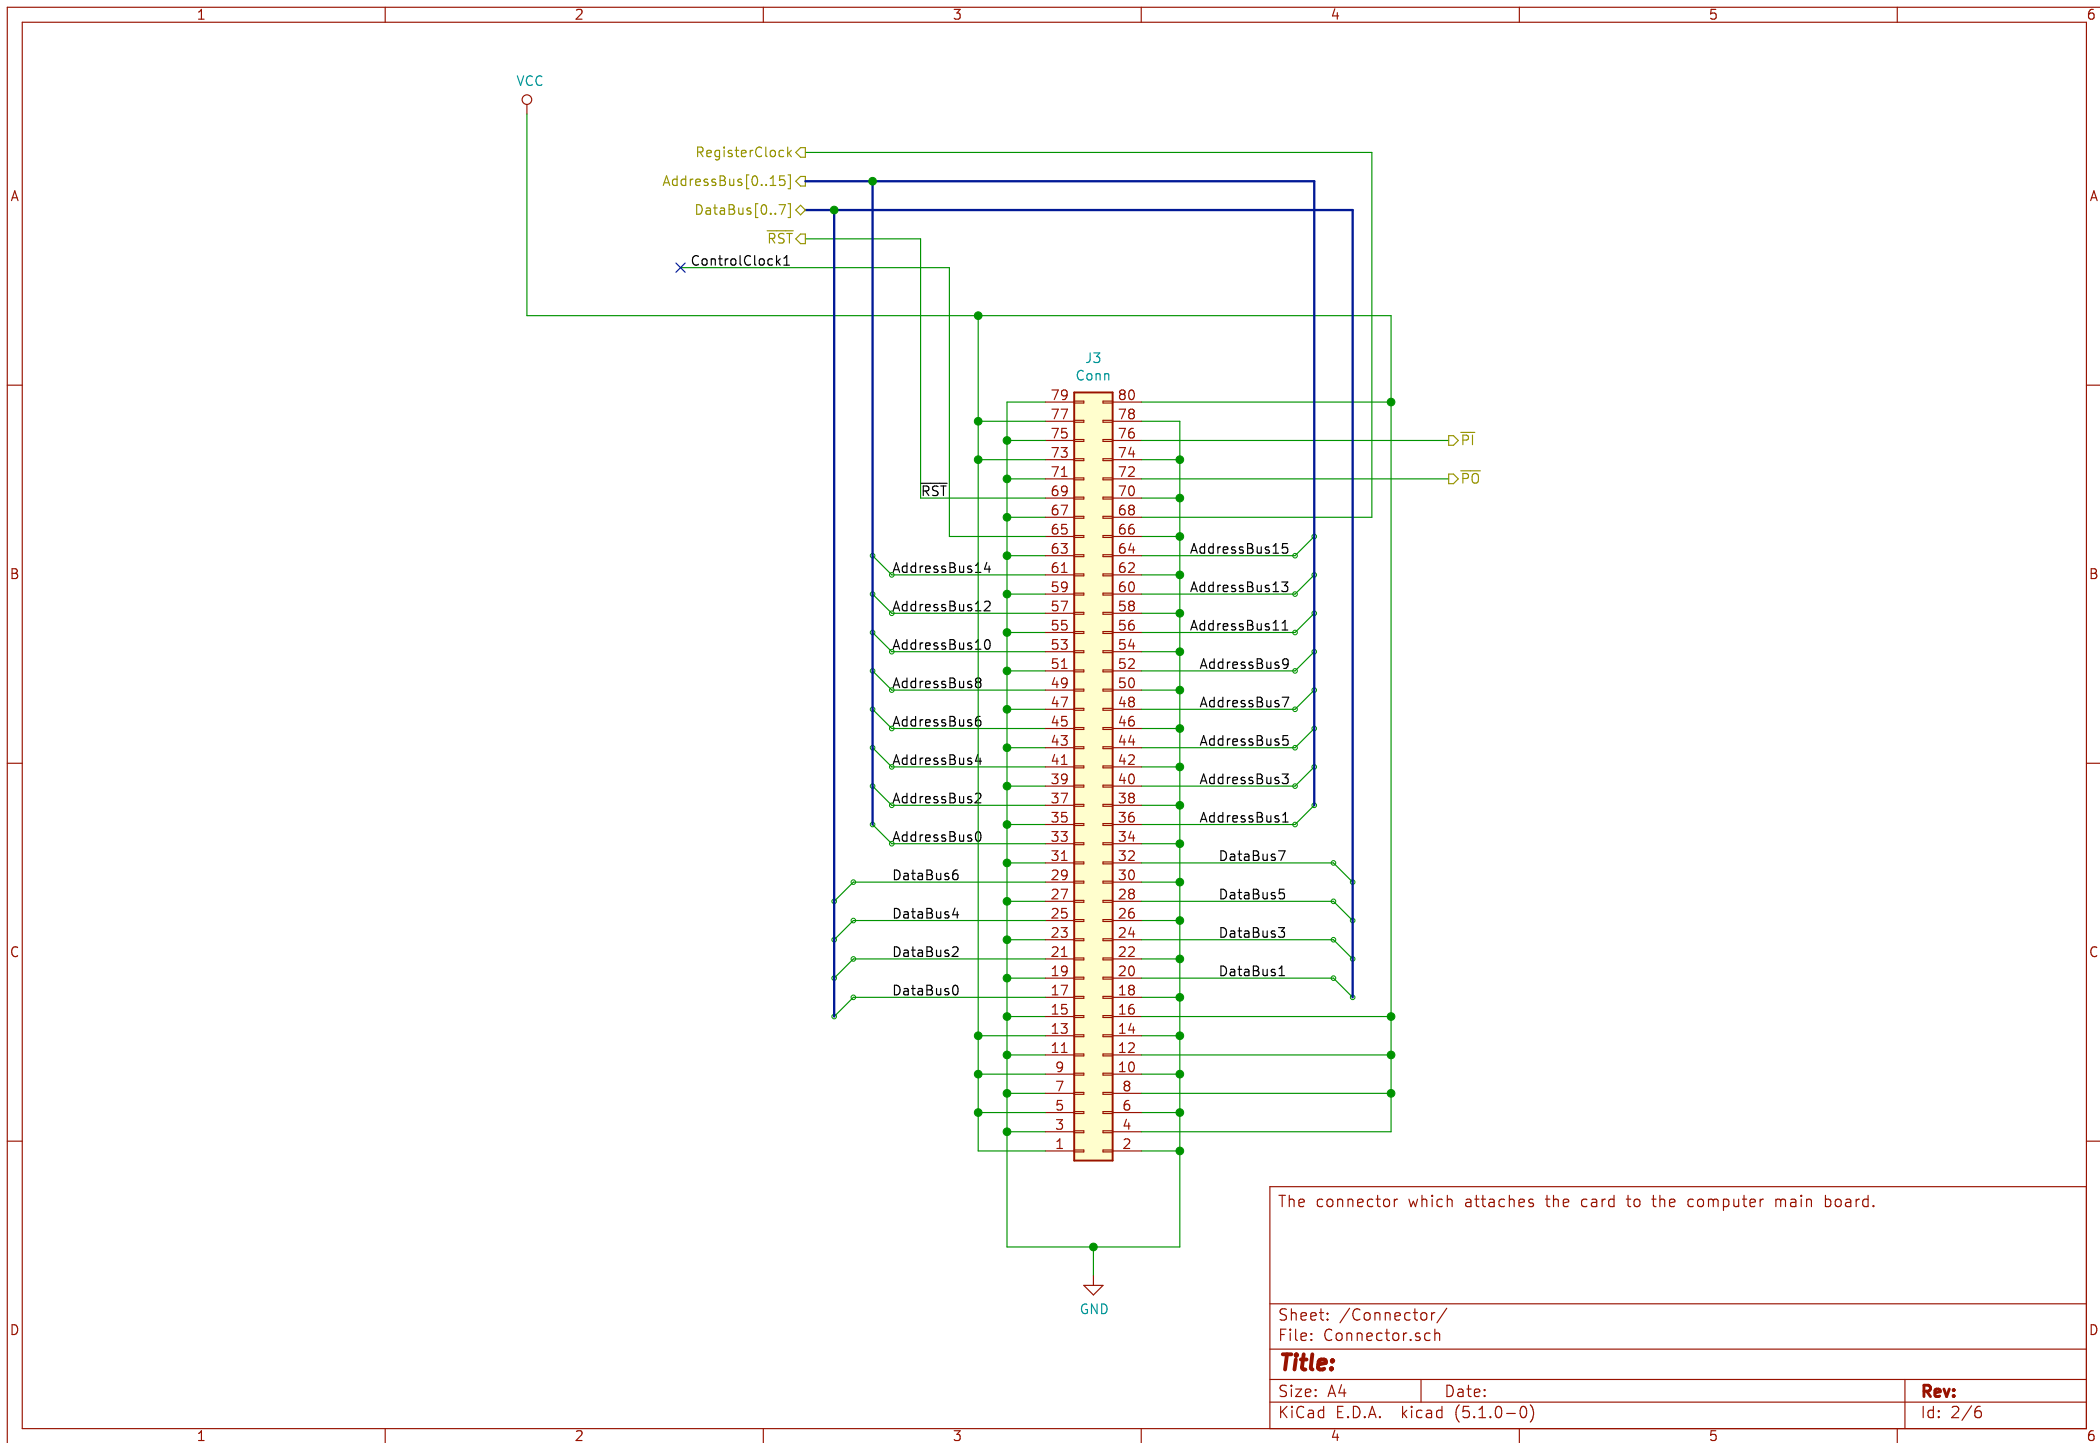 1 2 3 4 5 6
VCC
RegisterClock
AddressBus[0..15]
A A
DataBus[0..7]
RST
ControlClock1
J3
Conn
79 80
77 78
75 76 PI
73 74
71 72 PO
RST 69 70
67 68
65 66
63 64 AddressBus15
AddressBus14 61 62
B B
59 60 AddressBus13
AddressBus12 57 58
55 56 AddressBus11
AddressBus10 53 54
51 52 AddressBus9
AddressBus8 49 50
47 48 AddressBus7
AddressBus6 45 46
43 44 AddressBus5
AddressBus4 41 42
39 40 AddressBus3
AddressBus2 37 38
35 36 AddressBus1
AddressBus0 33 34
31 32 DataBus7
DataBus6 29 30
27 28 DataBus5
DataBus4 25 26
23 24 DataBus3
C C
DataBus2 21 22
19 20 DataBus1
DataBus0 17 18
15 16
13 14
11 12
9 10
7 8
5 6
3 4
1 2
The connector which attaches the card to the computer main board.
GND
Sheet: /Connector/
D D
File: Connector.sch
Title:
Size: A4 Date: Rev:
KiCad E.D.A. kicad (5.1.0-0) Id: 2/6
1 2 3 4 5 6